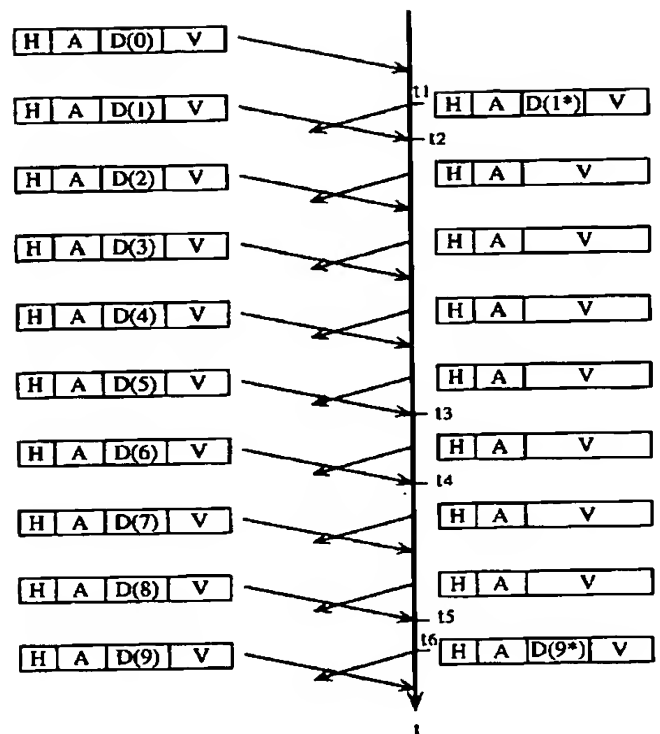 H A D(0) V
t1
H A D(1*) V
H A D(1) V
t2
H A D(2) V
H A V
H A D(3) V
H A V
H A D(4) V
H A V
H A D(5) V
H A V
t3
H A D(6) V
H A V
t4
H A D(7) V
H A V
H A D(8) V
H A V
t5
t6
H A D(9*) V
H A D(9) V
t